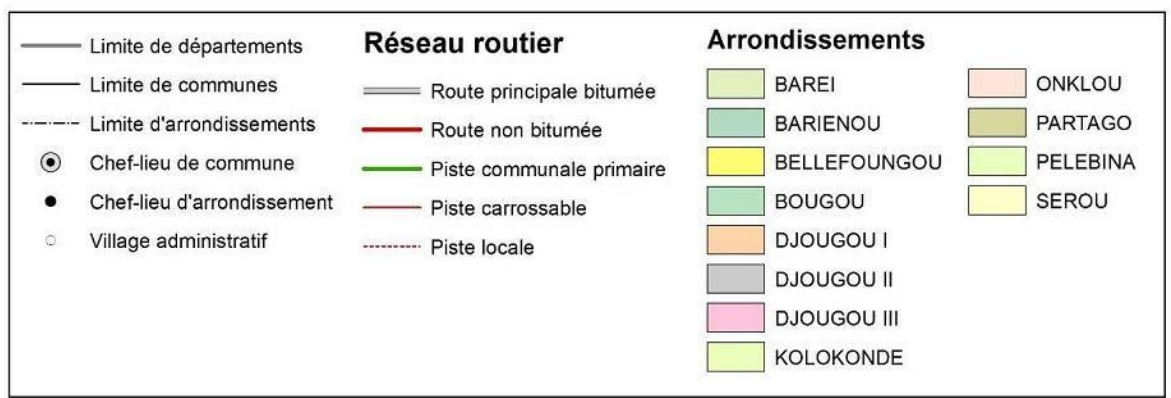 Limite de départements
Limite de communes
Limite d'arrondissements
Chef-lieu de commune
Chef-lieu d'arrondissement
Village administratif
Réseau routier
Route principale bitumée
Route non bitumée
Piste communale primaire
Piste carrossable
Piste locale
Arrondissements
BAREI
BARIENOU
BELLEFOUNGOU
BOUGOU
DJOUGOU I
DJOUGOU II
DJOUGOU III
KOLOKONDE
ONKLOU
PARTAGO
PELEBINA
SEROU